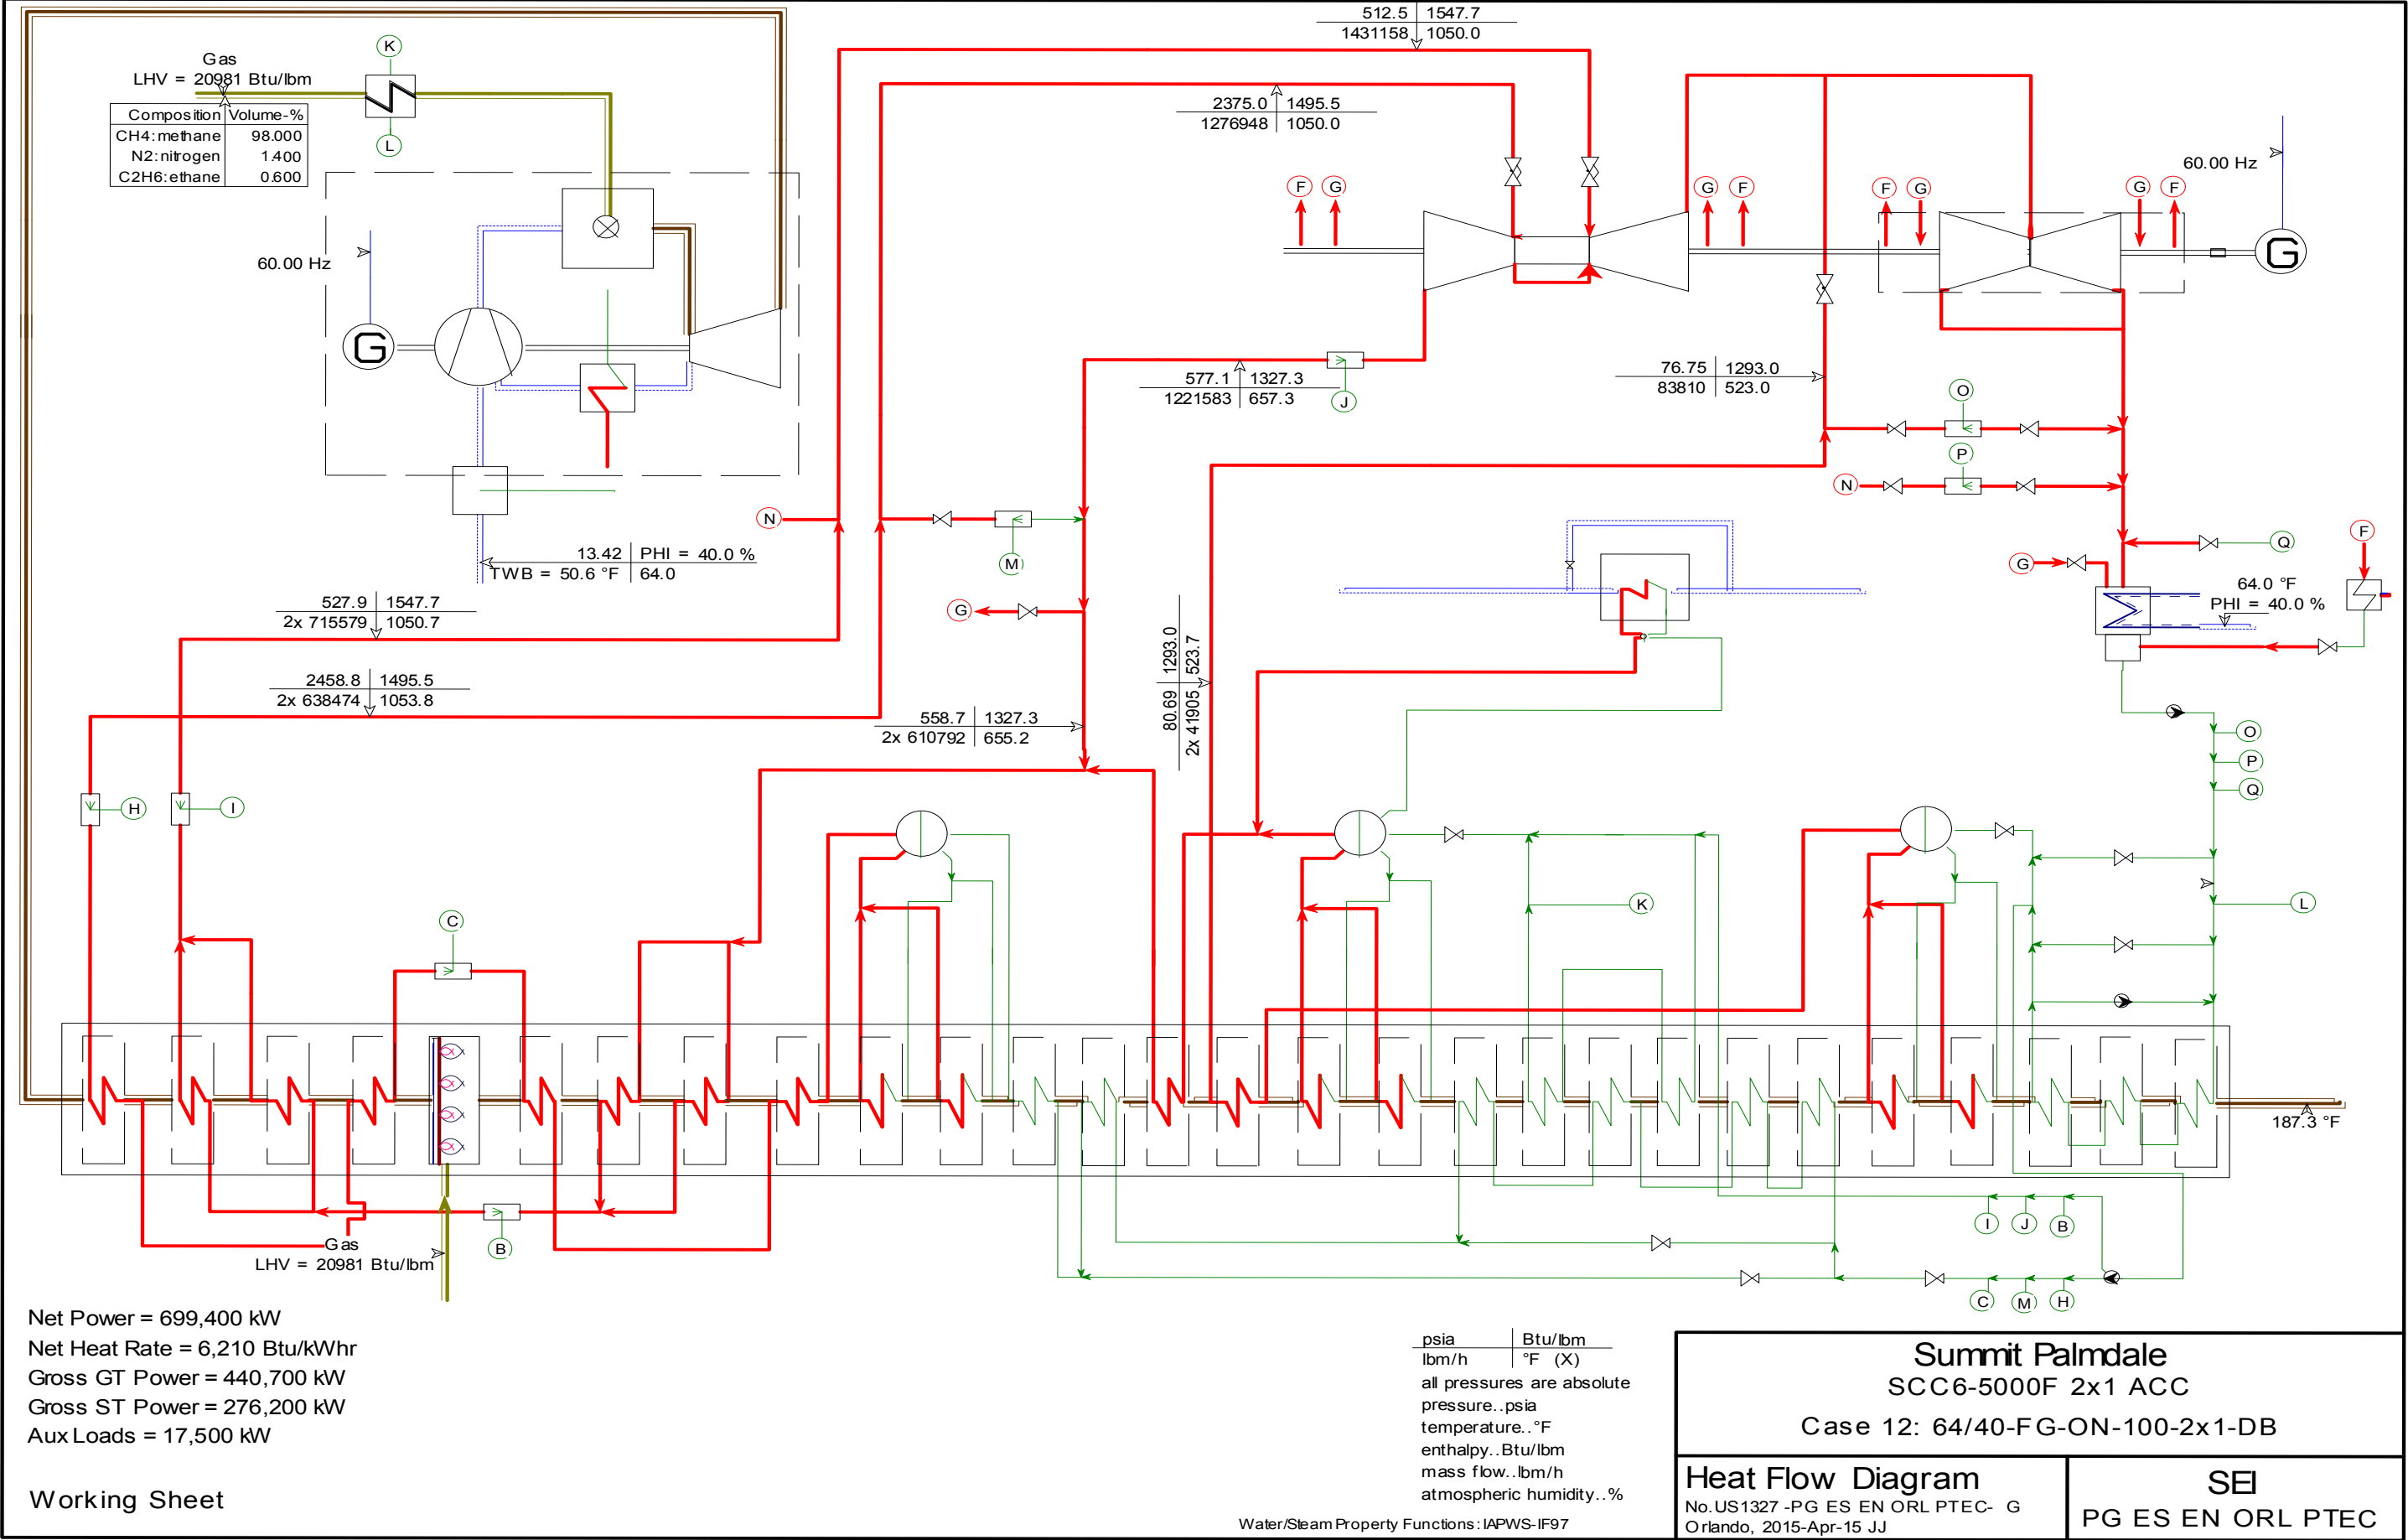 512.5 1547.7
1431158 1050.0
K
Gas
LHV = 20981 Btu/lbm
Composition Volume-%
CH4:methane 98.000
N2:nitrogen 1.400
C2H6:ethane 0.600
L
2375.0 1495.5
1276948 1050.0
60.00 Hz
F G G F F G G F
G
60.00 Hz
G
577.1 1327.3
1221583 657.3
J
76.75 1293.0
83810 523.0
O
P
N
N
13.42 PHI = 40.0 %
TWB = 50.6 °F 64.0
M
Q
F
G
64.0 °F
PHI = 40.0 %
527.9 1547.7
2x 715579 1050.7
G
80.69 1293.0
2x 41905 523.7
2458.8 1495.5
2x 638474 1053.8
558.7 1327.3
2x 610792 655.2
O
P
Q
H
I
C
K
L
187.3 °F
I J B
B
Gas
LHV = 20981 Btu/lbm
C M H
Net Power = 699,400 kW
Net Heat Rate = 6,210 Btu/kWhr
Gross GT Power = 440,700 kW
Gross ST Power = 276,200 kW
Aux Loads = 17,500 kW
Working Sheet
psia Btu/lbm
lbm/h °F (X)
all pressures are absolute
pressure..psia
temperature..°F
enthalpy..Btu/lbm
mass flow..lbm/h
atmospheric humidity..%
Water/Steam Property Functions: IAPWS-IF97
Summit Palmdale
SCC6-5000F 2x1 ACC
Case 12: 64/40-FG-ON-100-2x1-DB
Heat Flow Diagram
No.US1327 -PG ES EN ORL PTEC- G
Orlando, 2015-Apr-15 JJ
SEI
PG ES EN ORL PTEC